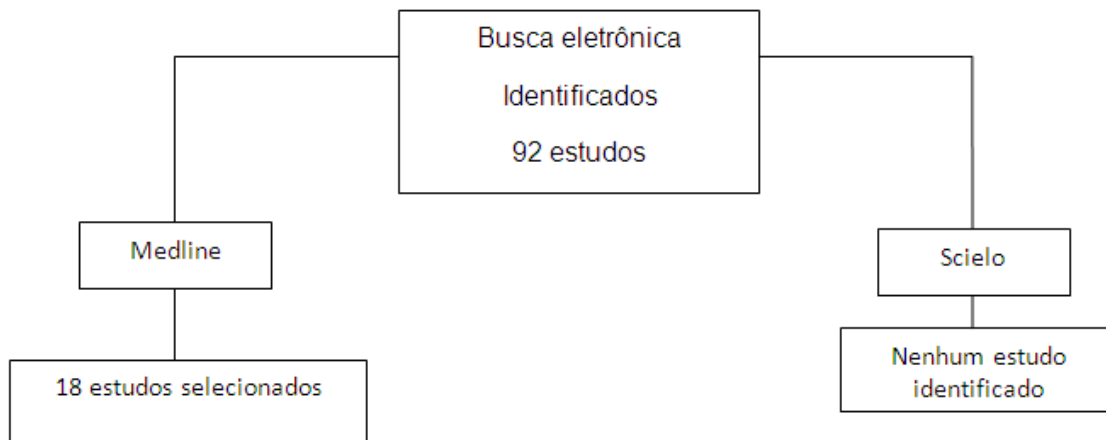 Busca eletrônica
Identificados
92 estudos
Medline
Scielo
18 estudos selecionados
Nenhum estudo
identificado